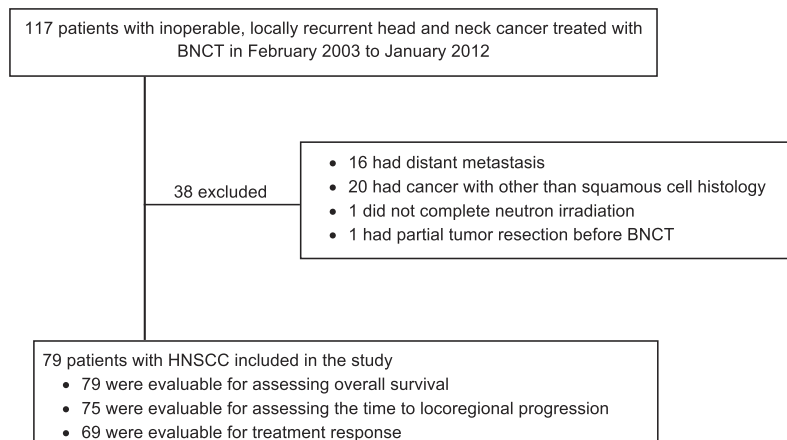 117 patients with inoperable, locally recurrent head and neck cancer treated with
BNCT in February 2003 to January 2012
38 excluded
• 16 had distant metastasis
• 20 had cancer with other than squamous cell histology
• 1 did not complete neutron irradiation
• 1 had partial tumor resection before BNCT
79 patients with HNSCC included in the study
• 79 were evaluable for assessing overall survival
• 75 were evaluable for assessing the time to locoregional progression
• 69 were evaluable for treatment response